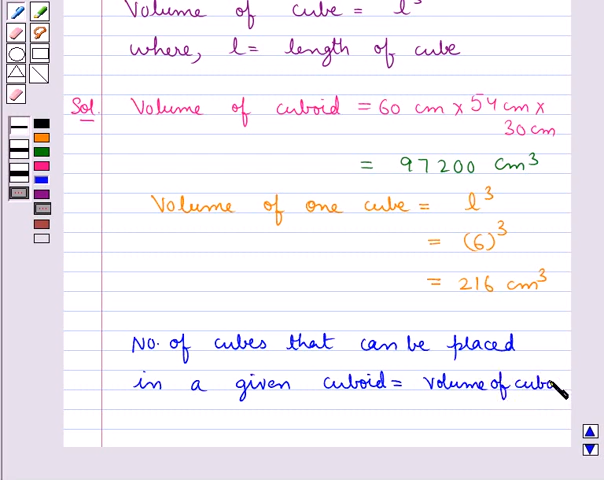 Volume of cube = l³
where, l = length of cube
Sol. Volume of cuboid = 60 cm × 54 cm ×
30 cm
= 97200 cm³
Volume of one cube = l³
= (6)³
= 216 cm³
No. of cubes that can be placed
in a given cuboid = Volume of cubo